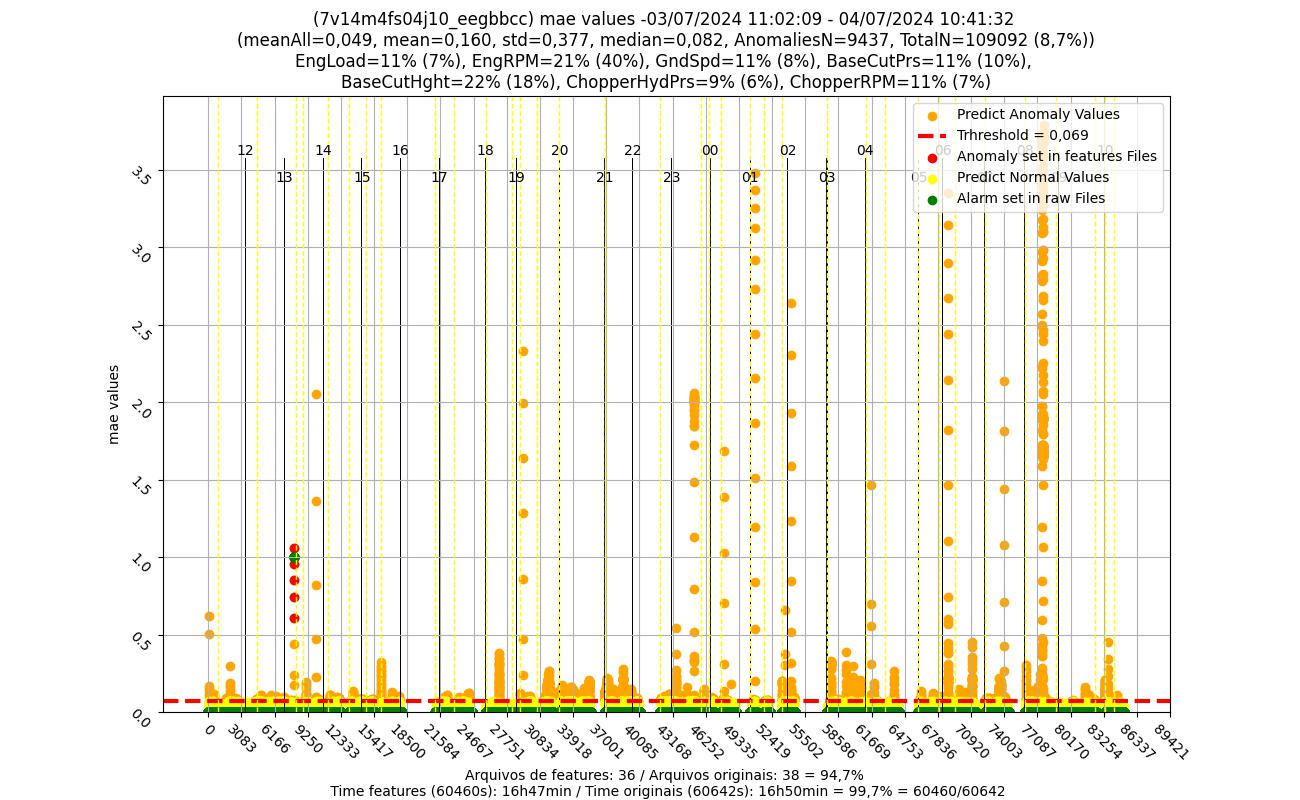 (7v14m4fs04j10_eegbbcc) mae values -03/07/2024 11:02:09 - 04/07/2024 10:41:32
(meanAll=0,049, mean=0,160, std=0,377, median=0,082, AnomaliesN=9437, TotalN=109092 (8,7%))
EngLoad=11% (7%), EngRPM=21% (40%), GndSpd=11% (8%), BaseCutPrs=11% (10%),
BaseCutHght=22% (18%), ChopperHydPrs=9% (6%), ChopperRPM=11% (7%)
Predict Anomaly Values
Trhreshold = 0,069
Anomaly set in features Files
Predict Normal Values
Alarm set in raw Files
12 14 16 18 20 22 00 02 04 06 08 10
13 15 17 19 21 23 01 03 05
3.5
3.0
2.5
2.0
1.5
1.0
0.5
0.0
mae values
0 3083 6166 9250 12333 15417 18500 21584 24667 27751 30834 33918 37001 40085 43168 46252 49335 52419 55502 58586 61669 64753 67836 70920 74003 77087 80170 83254 86337 89421
Arquivos de features: 36 / Arquivos originais: 38 = 94,7%
Time features (60460s): 16h47min / Time originais (60642s): 16h50min = 99,7% = 60460/60642